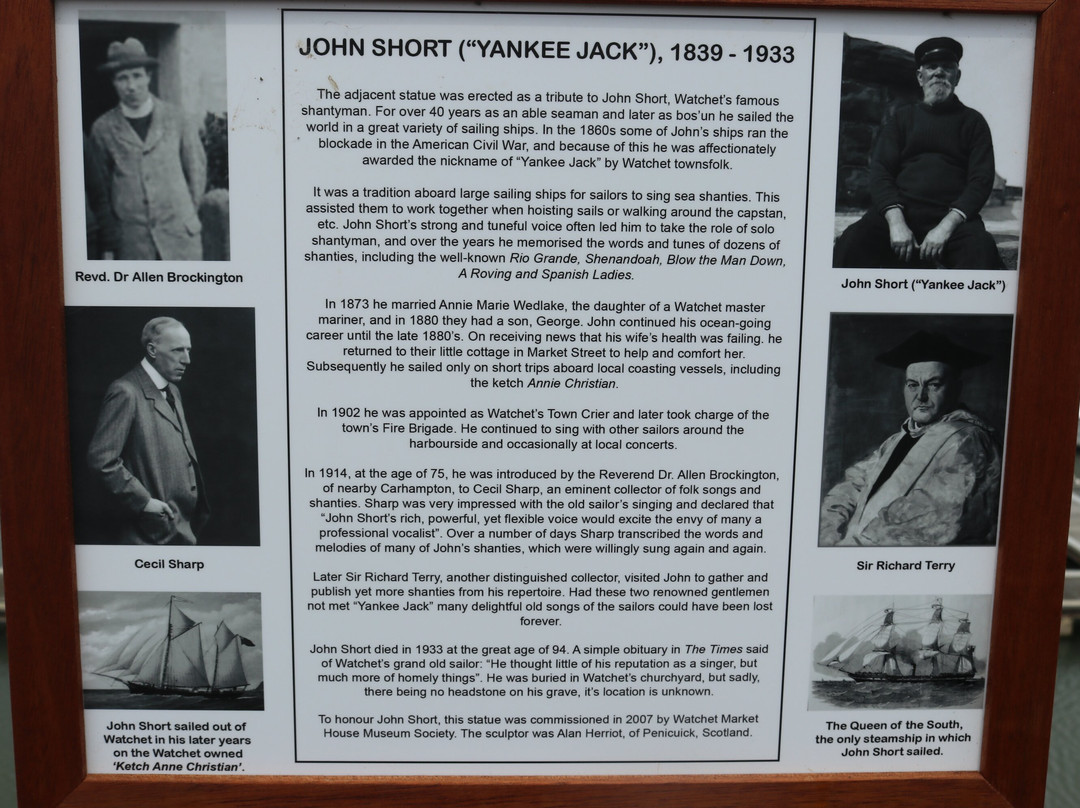 JOHN SHORT (“YANKEE JACK”), 1839 - 1933
The adjacent statue was erected as a tribute to John Short, Watchet’s famous
shantyman. For over 40 years as an able seaman and later as bos’un he sailed the
world in a great variety of sailing ships. In the 1860s some of John’s ships ran the
blockade in the American Civil War, and because of this he was affectionately
awarded the nickname of “Yankee Jack” by Watchet townsfolk.
It was a tradition aboard large sailing ships for sailors to sing sea shanties. This
assisted them to work together when hoisting sails or walking around the capstan,
etc. John Short’s strong and tuneful voice often led him to take the role of solo
shantyman, and over the years he memorised the words and tunes of dozens of
shanties, including the well-known Rio Grande, Shenandoah, Blow the Man Down,
A Roving and Spanish Ladies.
In 1873 he married Annie Marie Wedlake, the daughter of a Watchet master
mariner, and in 1880 they had a son, George. John continued his ocean-going
career until the late 1880’s. On receiving news that his wife’s health was failing. he
returned to their little cottage in Market Street to help and comfort her.
Subsequently he sailed only on short trips aboard local coasting vessels, including
the ketch Annie Christian.
In 1902 he was appointed as Watchet’s Town Crier and later took charge of the
town’s Fire Brigade. He continued to sing with other sailors around the
harbourside and occasionally at local concerts.
In 1914, at the age of 75, he was introduced by the Reverend Dr. Allen Brockington,
of nearby Carhampton, to Cecil Sharp, an eminent collector of folk songs and
shanties. Sharp was very impressed with the old sailor’s singing and declared that
“John Short’s rich, powerful, yet flexible voice would excite the envy of many a
professional vocalist”. Over a number of days Sharp transcribed the words and
melodies of many of John’s shanties, which were willingly sung again and again.
Later Sir Richard Terry, another distinguished collector, visited John to gather and
publish yet more shanties from his repertoire. Had these two renowned gentlemen
not met “Yankee Jack” many delightful old songs of the sailors could have been lost
forever.
John Short died in 1933 at the great age of 94. A simple obituary in The Times said
of Watchet’s grand old sailor: “He thought little of his reputation as a singer, but
much more of homely things”. He was buried in Watchet’s churchyard, but sadly,
there being no headstone on his grave, it’s location is unknown.
To honour John Short, this statue was commissioned in 2007 by Watchet Market
House Museum Society. The sculptor was Alan Herriot, of Penicuick, Scotland.
Revd. Dr Allen Brockington
Cecil Sharp
John Short sailed out of
Watchet in his later years
on the Watchet owned
‘Ketch Anne Christian’.
John Short (“Yankee Jack”)
Sir Richard Terry
The Queen of the South,
the only steamship in which
John Short sailed.